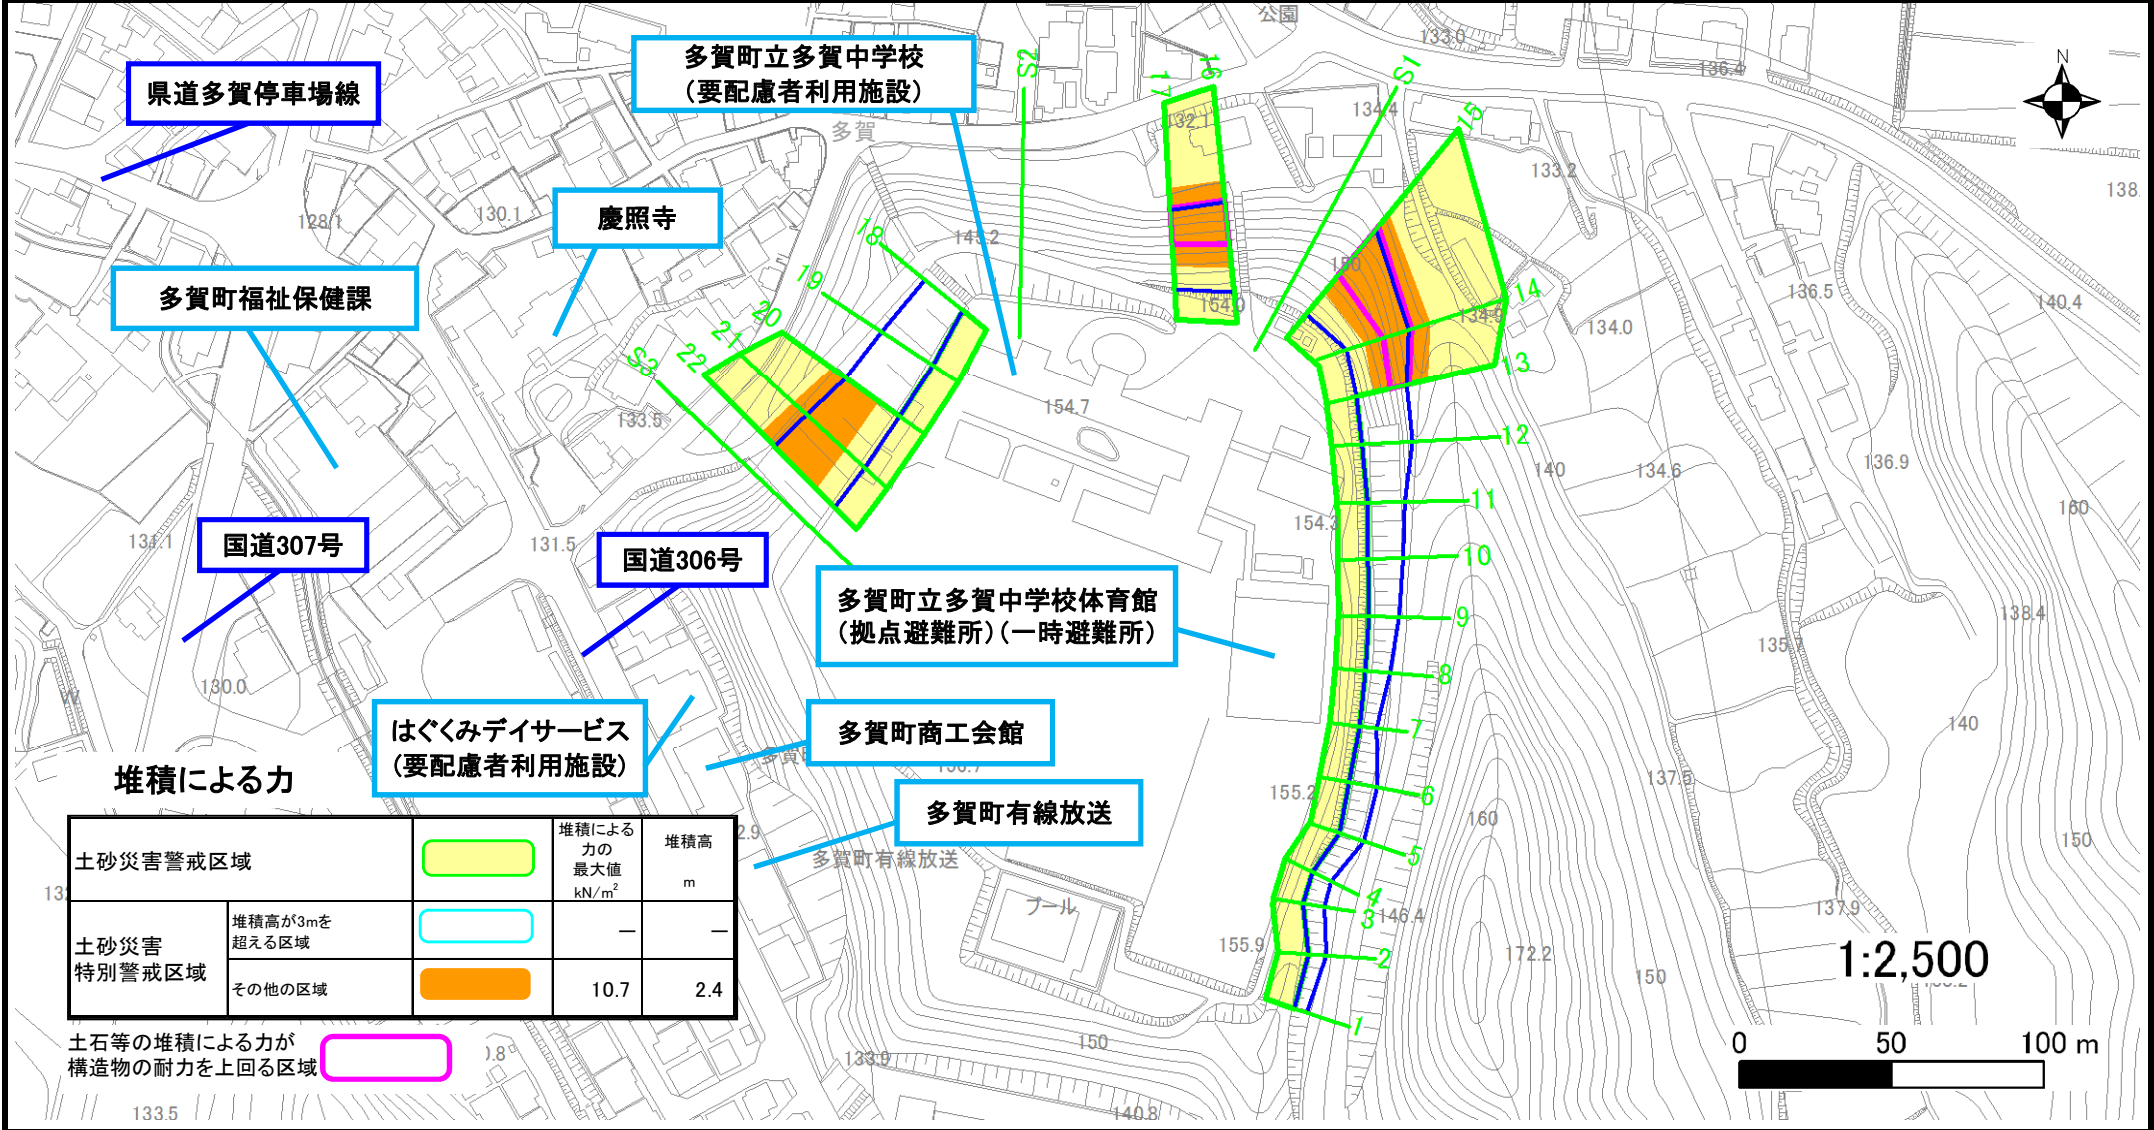 公園
133.0
136.4
N
県道多賀停車場線
多賀町立多賀中学校
（要配慮者利用施設）
S2
17
16
S1
134.4
15
132.1
多賀
133.2
138.
128.1
130.1
慶照寺
18
143.2
19
150
154.0
134.9
14
136.5
140.4
134.0
多賀町福祉保健課
20
21
22
S3
13
133.5
154.7
12
140
134.6
136.9
11
160
154.3
131.1
国道307号
131.5
国道306号
10
多賀町立多賀中学校体育館
（拠点避難所）（一時避難所）
9
138.4
135.7
8
130.0
W
はぐくみデイサービス
（要配慮者利用施設）
多賀町商工会館
7
140
137.5
155.2
6
160
多賀町有線放送
5
150
多賀町有線放送
2.9
プール
4
3
146.4
137.9
155.9
2
172.2
150
1:2,500
1
150
133.9
0.8
133.5
140.8
0 50 100 m
堆積による力
土砂災害警戒区域
堆積による
力の
最大値
kN/m²
堆積高
m
土砂災害
特別警戒区域
堆積高が3mを
超える区域
— —
その他の区域
10.7 2.4
土石等の堆積による力が
構造物の耐力を上回る区域